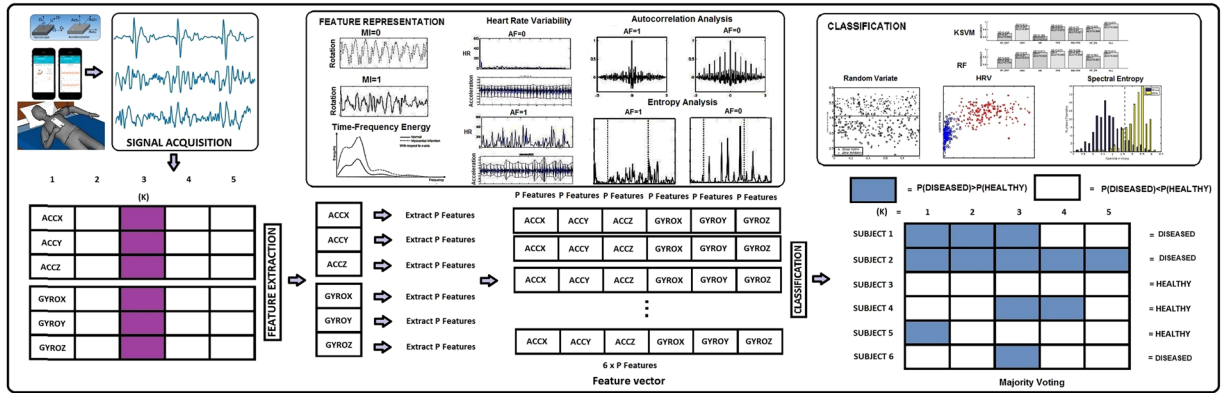 SIGNAL ACQUISITION
1 2 3 4 5
(K)
ACCX
ACCY
ACCZ
GYROX
GYROY
GYROZ
FEATURE EXTRACTION
FEATURE REPRESENTATION
MI=0
Rotation
MI=1
Rotation
Time-Frequency Energy
Frequency
Heart Rate Variability
AF=0
HR
Acceleration
AF=1
HR
Acceleration
Autocorrelation Analysis
AF=1
AF=0
Entropy Analysis
AF=1
AF=0
ACCX Extract P Features
ACCY Extract P Features
ACCZ Extract P Features
GYROX Extract P Features
GYROY Extract P Features
GYROZ Extract P Features
P Features P Features P Features P Features P Features P Features
ACCX ACCY ACCZ GYROX GYROY GYROZ
ACCX ACCY ACCZ GYROX GYROY GYROZ
ACCX ACCY ACCZ GYROX GYROY GYROZ
ACCX ACCY ACCZ GYROX GYROY GYROZ
6 x P Features
Feature vector
CLASSIFICATION
CLASSIFICATION
KSVM
RF
Random Variate
HRV
Spectral Entropy
= P(DISEASED)>P(HEALTHY)
= P(DISEASED)<P(HEALTHY)
(K) = 1 2 3 4 5
SUBJECT 1 = DISEASED
SUBJECT 2 = DISEASED
SUBJECT 3 = HEALTHY
SUBJECT 4 = HEALTHY
SUBJECT 5 = HEALTHY
SUBJECT 6 = DISEASED
Majority Voting